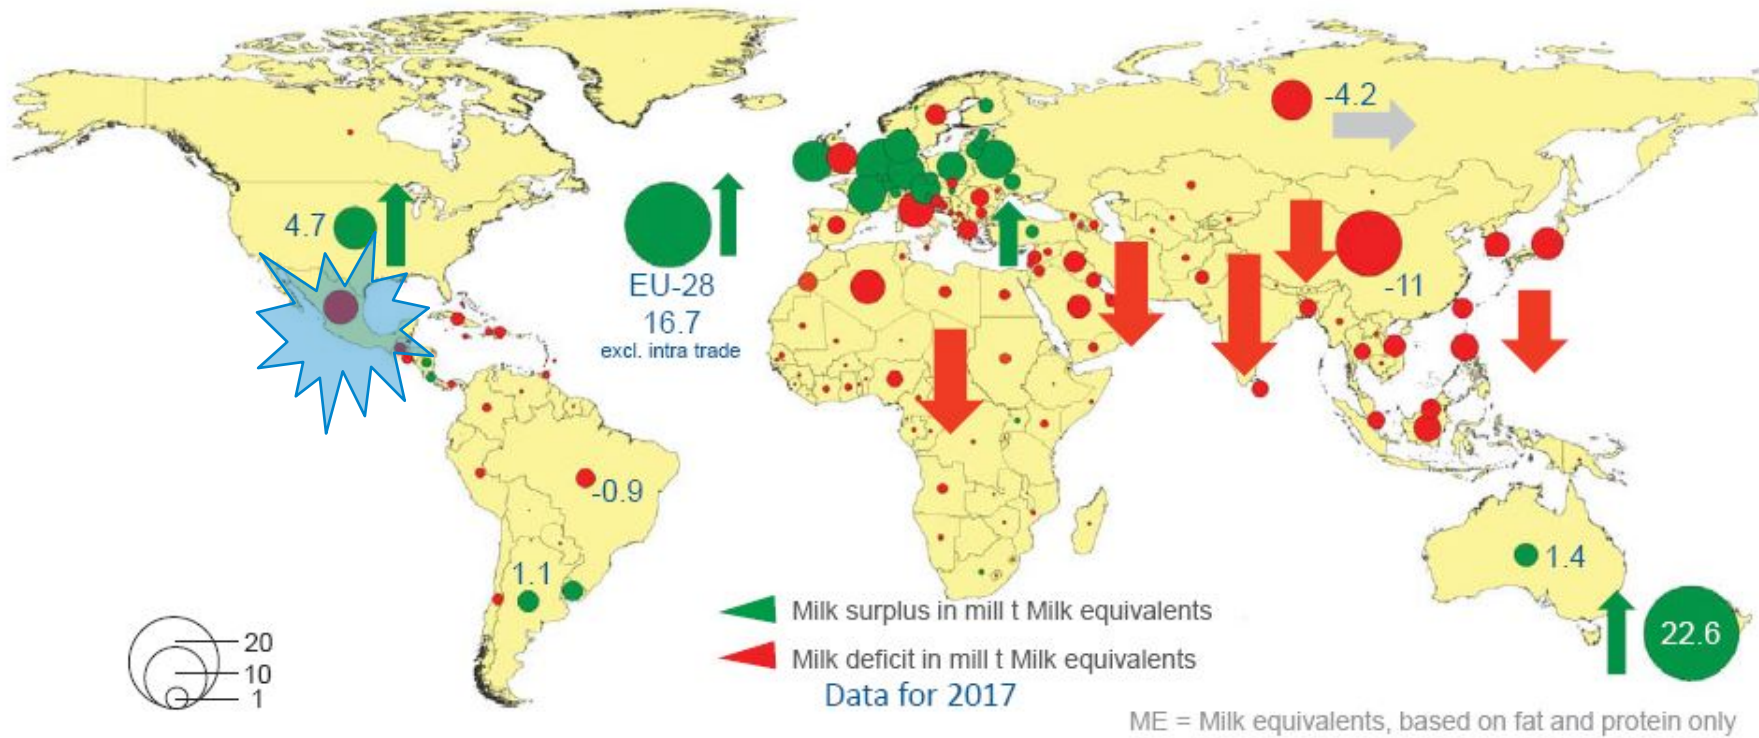 -4.2
4.7
EU-28
16.7
excl. intra trade
-11
-0.9
1.1
1.4
22.6
20
10
1
Milk surplus in mill t Milk equivalents
Milk deficit in mill t Milk equivalents
Data for 2017
ME = Milk equivalents, based on fat and protein only